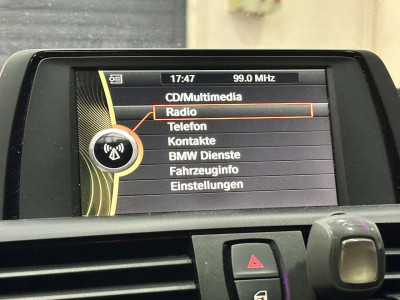 17:47 99.0 MHz
CD/Multimedia
Radio
Telefon
Kontakte
BMW Dienste
Fahrzeuginfo
Einstellungen